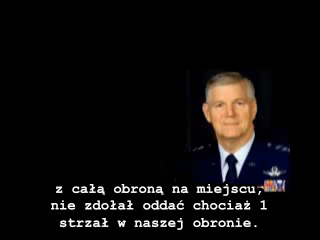 z całą obroną na miejscu,
nie zdołał oddać chociaż 1
strzał w naszej obronie.